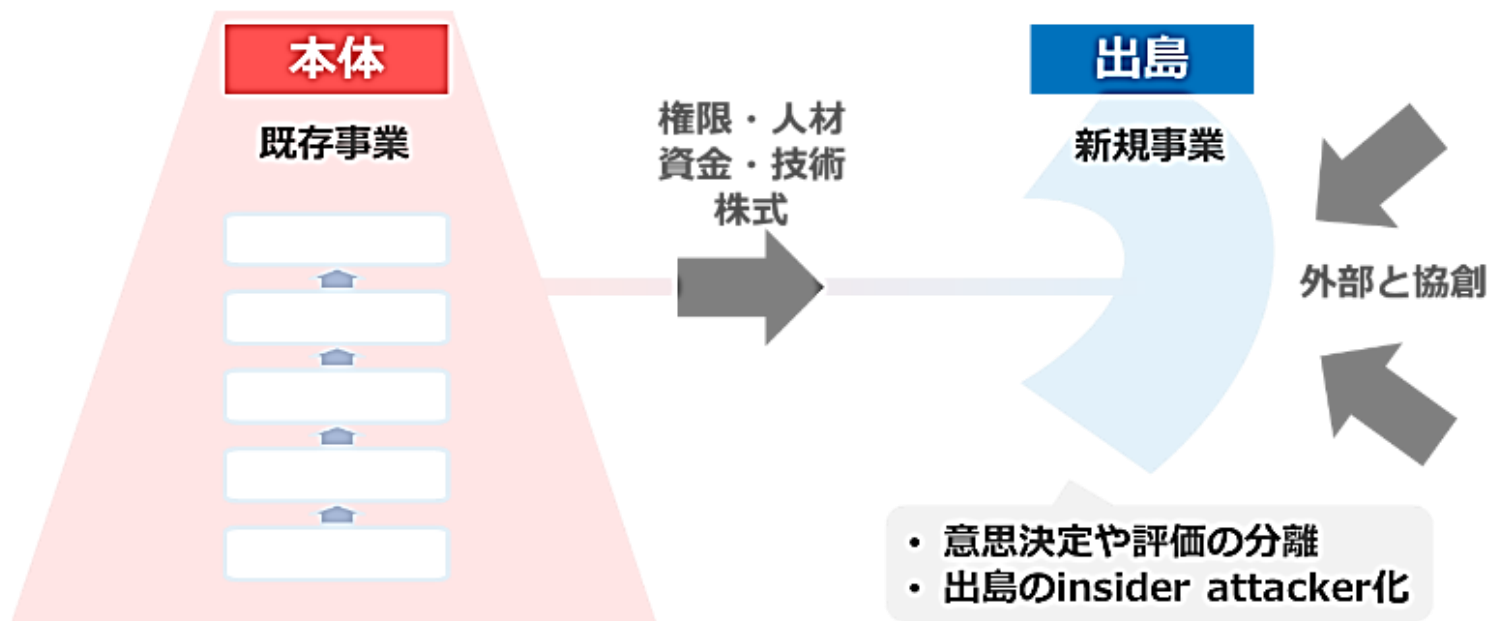 本体
既存事業
権限・人材
資金・技術
株式
出島
新規事業
外部と協創
• 意思決定や評価の分離
• 出島のinsider attacker化